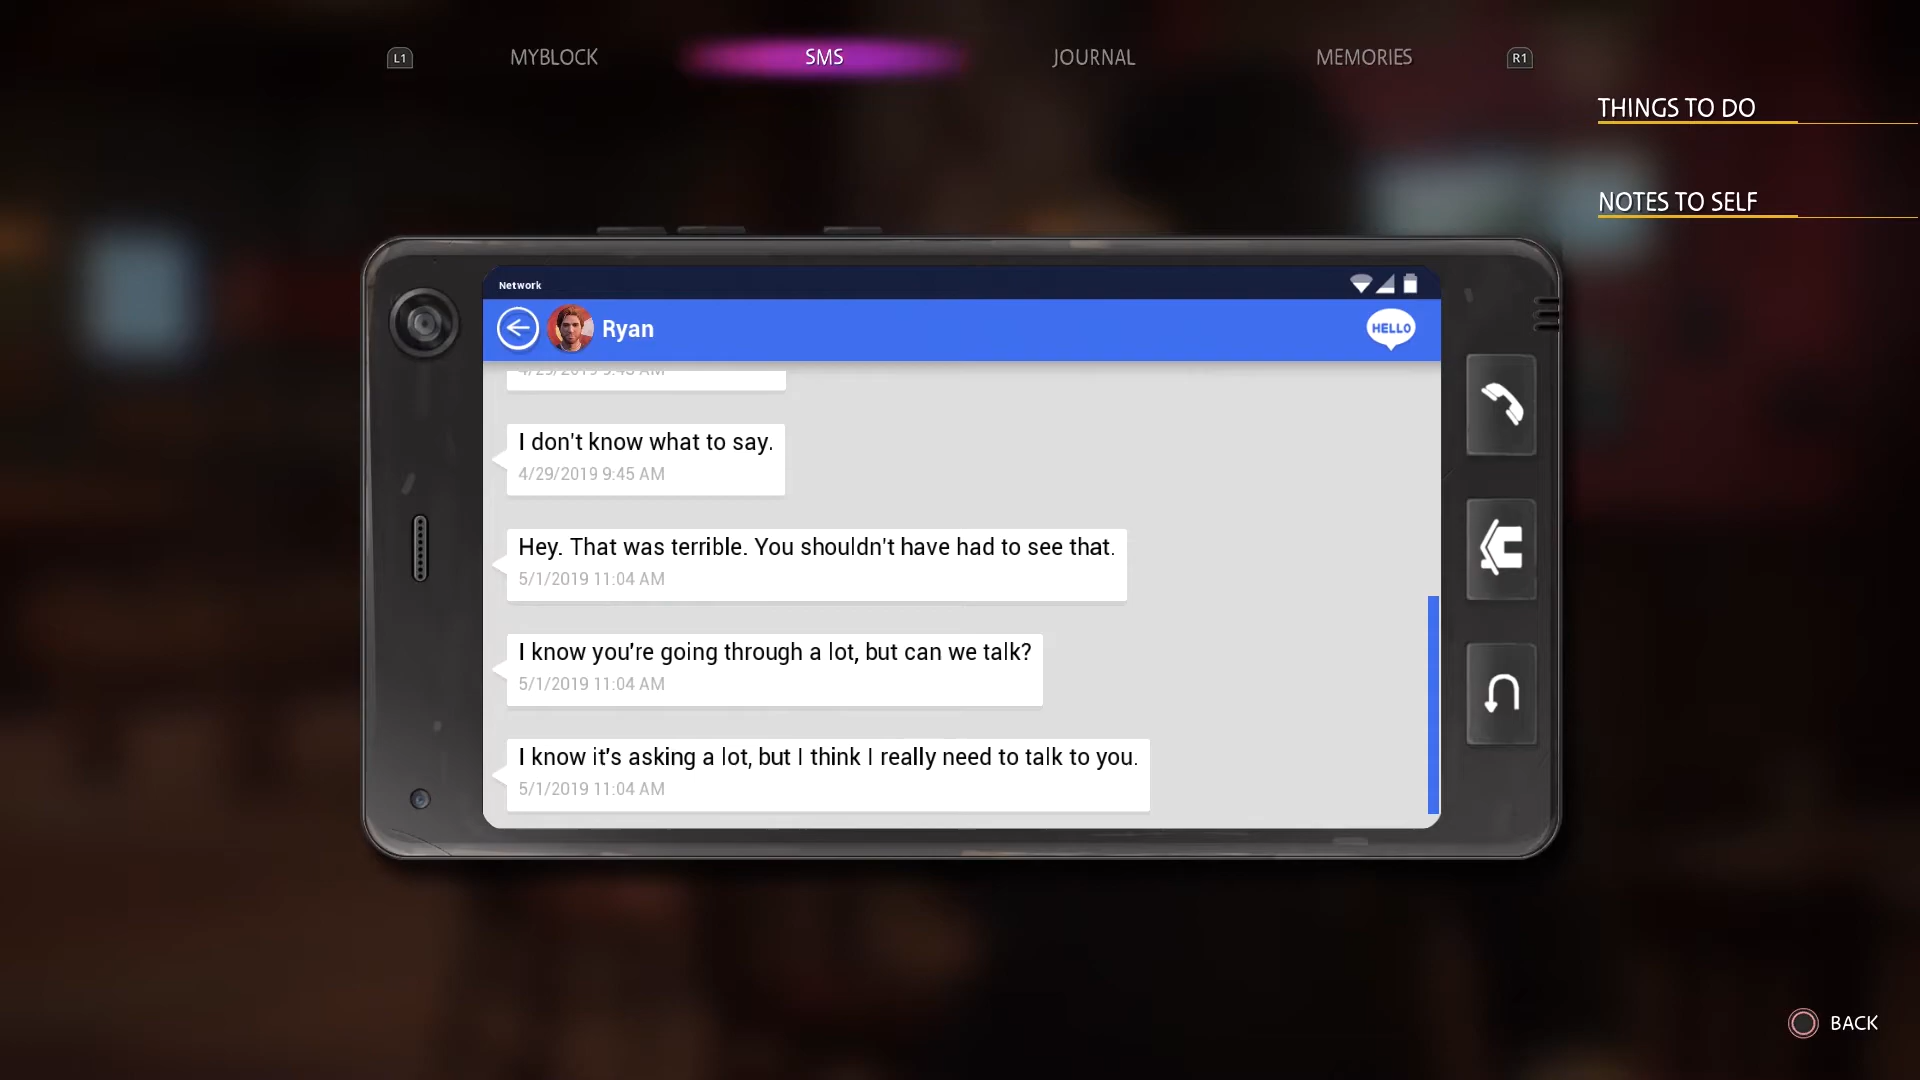 L1
MYBLOCK
SMS
JOURNAL
MEMORIES
R1
THINGS TO DO
NOTES TO SELF
Network
Ryan
HELLO
I don't know what to say.
4/29/2019 9:45 AM
Hey. That was terrible. You shouldn't have had to see that.
5/1/2019 11:04 AM
I know you're going through a lot, but can we talk?
5/1/2019 11:04 AM
I know it's asking a lot, but I think I really need to talk to you.
5/1/2019 11:04 AM
BACK